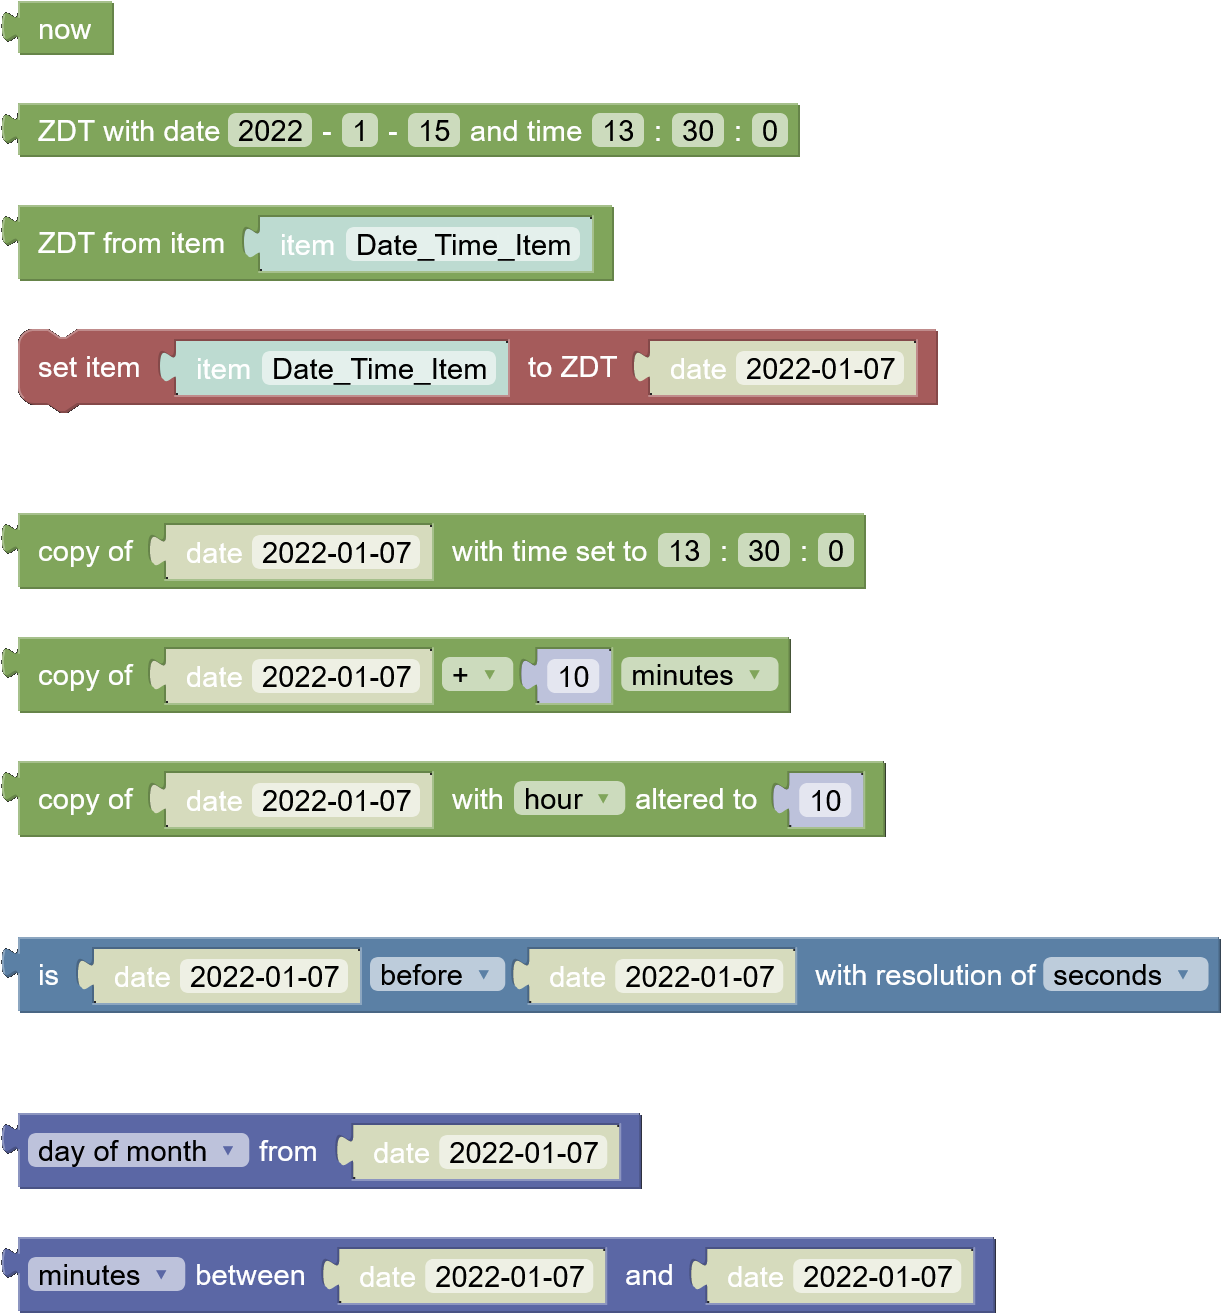 now
ZDT with date 2022 - 1 - 15 and time 13 : 30 : 0
ZDT from item item Date_Time_Item
set item item Date_Time_Item to ZDT date 2022-01-07
copy of date 2022-01-07 with time set to 13 : 30 : 0
copy of date 2022-01-07 + 10 minutes
copy of date 2022-01-07 with hour altered to 10
is date 2022-01-07 before date 2022-01-07 with resolution of seconds
day of month from date 2022-01-07
minutes between date 2022-01-07 and date 2022-01-07